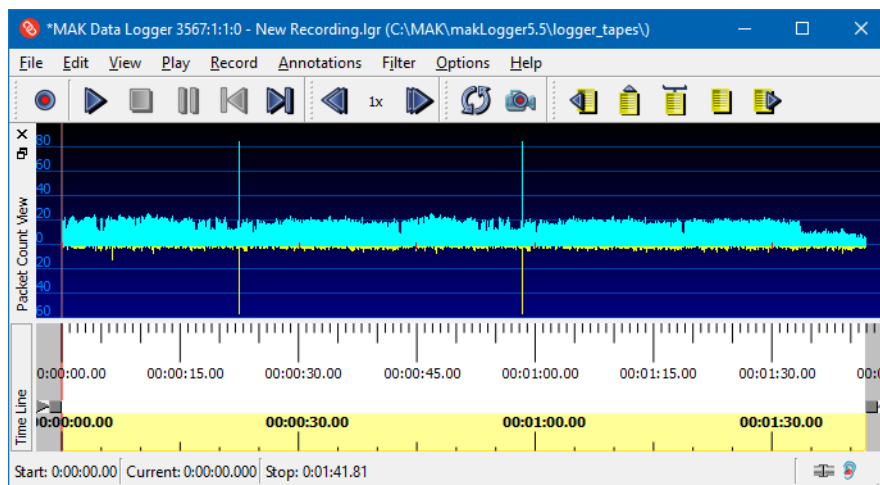 *MAK Data Logger 3567:1:1:0 - New Recording.lgr (C:\MAK\makLogger5.5\logger_tapes\)
File Edit View Play Record Annotations Filter Options Help
1x
Packet Count View
80
60
40
20
0
20
40
60
Time Line
0:00:00.00 00:00:15.00 00:00:30.00 00:00:45.00 00:01:00.00 00:01:15.00 00:01:30.00 00:0
0:00:00.00 00:00:30.00 00:01:00.00 00:01:30.00
Start: 0:00:00.00 Current: 0:00:00.000 Stop: 0:01:41.81